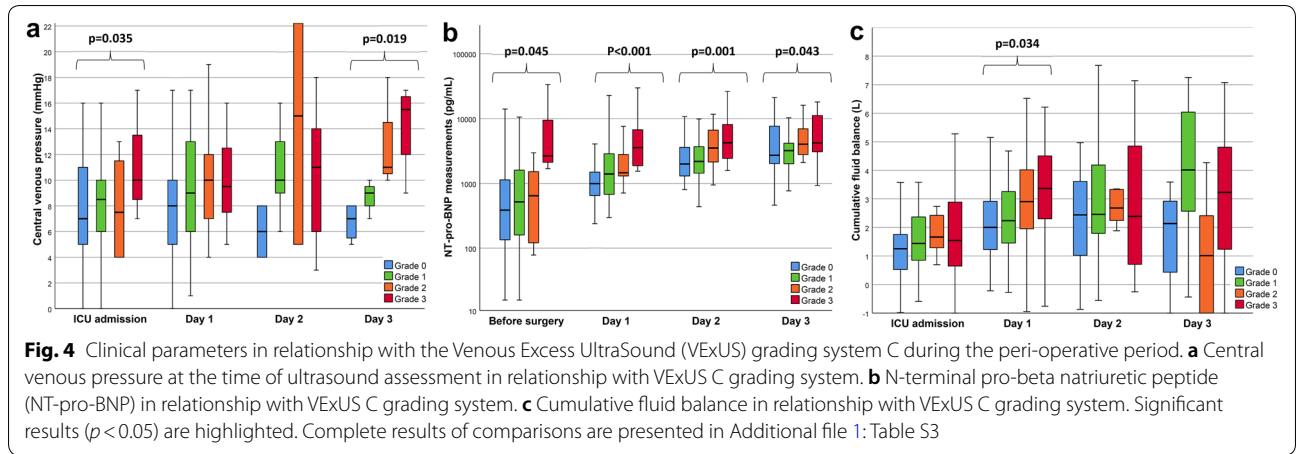 a
p=0.035
p=0.019
Central venous pressure (mmHg)
22
20
18
16
14
12
10
8
6
4
2
0
Grade 0
Grade 1
Grade 2
Grade 3
ICU admission Day 1 Day 2 Day 3
b
p=0.045 P<0.001 p=0.001 p=0.043
NT-pro-BNP measurements (pg/mL)
100000
10000
1000
100
10
Grade 0
Grade 1
Grade 2
Grade 3
Before surgery Day 1 Day 2 Day 3
c
p=0.034
Cumulative fluid balance (L)
8
7
6
5
4
3
2
1
0
-1
Grade 0
Grade 1
Grade 2
Grade 3
ICU admission Day 1 Day 2 Day 3
Fig. 4 Clinical parameters in relationship with the Venous Excess UltraSound (VExUS) grading system C during the peri-operative period. a Central
venous pressure at the time of ultrasound assessment in relationship with VExUS C grading system. b N-terminal pro-beta natriuretic peptide
(NT-pro-BNP) in relationship with VExUS C grading system. c Cumulative fluid balance in relationship with VExUS C grading system. Significant
results (p < 0.05) are highlighted. Complete results of comparisons are presented in Additional file 1: Table S3